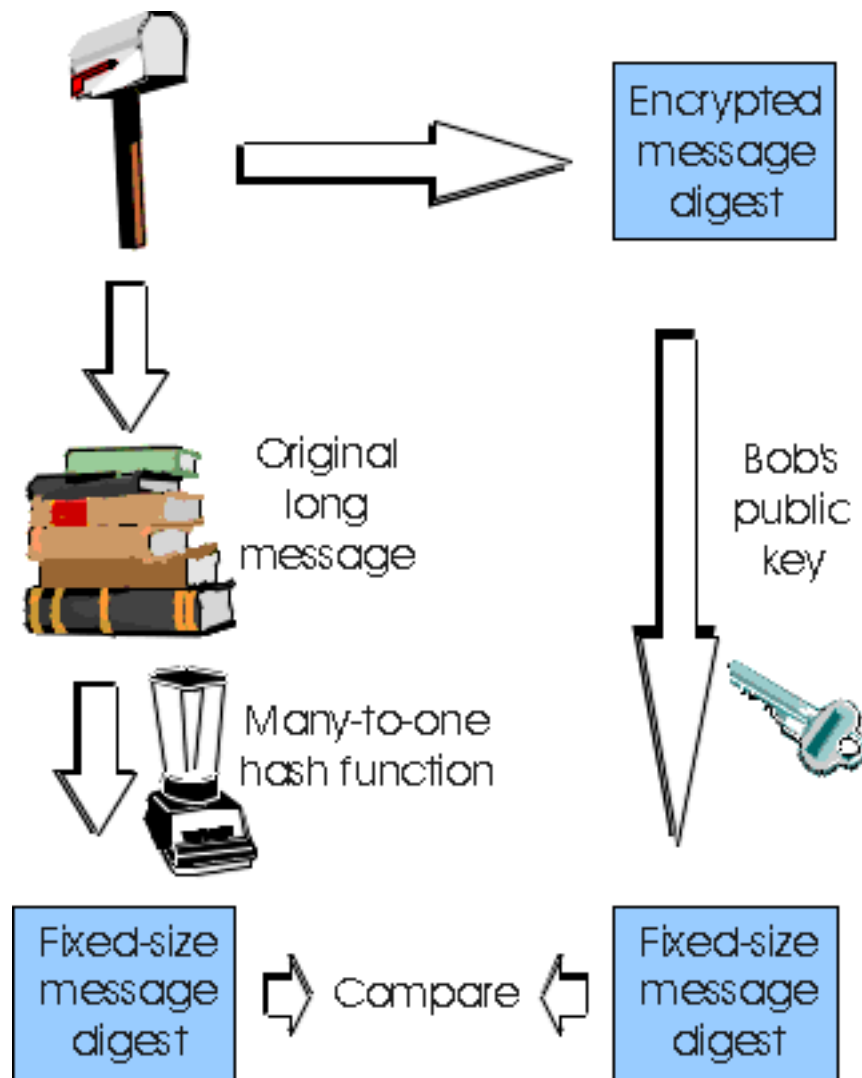 Encrypted
message
digest
Original
long
message
Bob's
public
key
Many-to-one
hash function
Fixed-size
message
digest
Compare
Fixed-size
message
digest